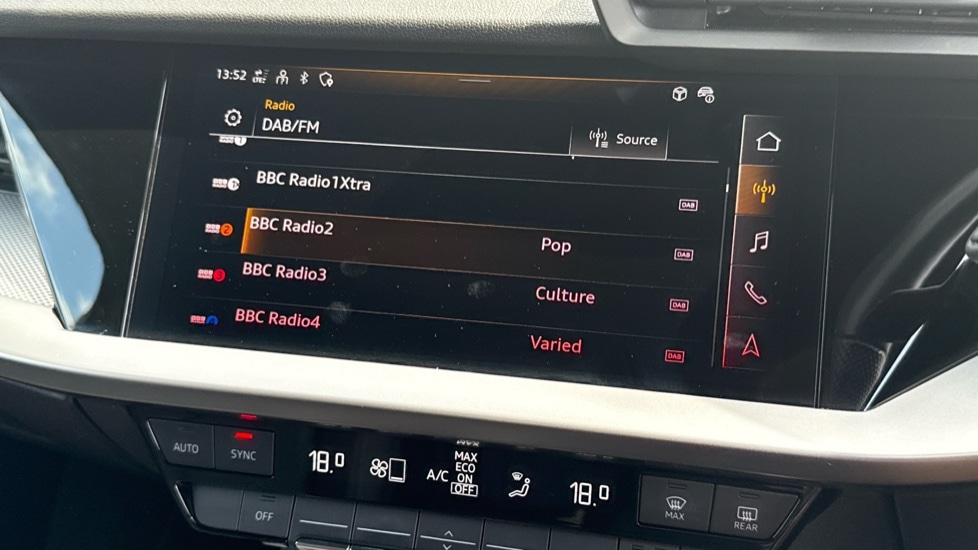 13:52
Radio
DAB/FM
Source
BBC Radio1Xtra
DAB
BBC Radio2
Pop
DAB
BBC Radio3
Culture
DAB
BBC Radio4
Varied
DAB
AUTO
SYNC
18.0
A/C
MAX
ECO
ON
OFF
18.0
MAX
REAR
OFF